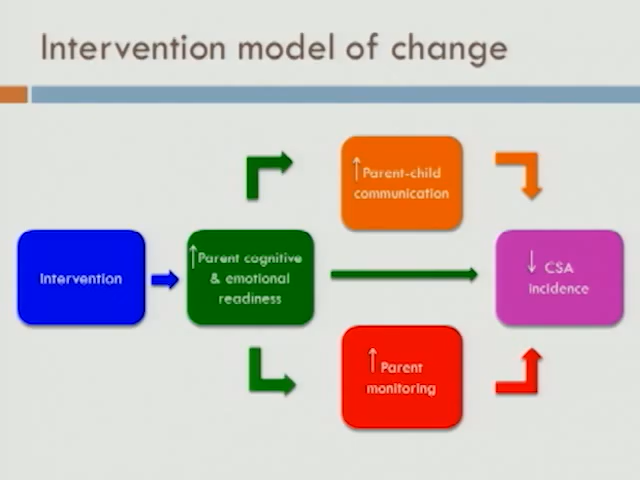 Intervention model of change
↑ Parent-child
communication
Intervention
↑ Parent cognitive
& emotional
readiness
↓ CSA
incidence
↑ Parent
monitoring